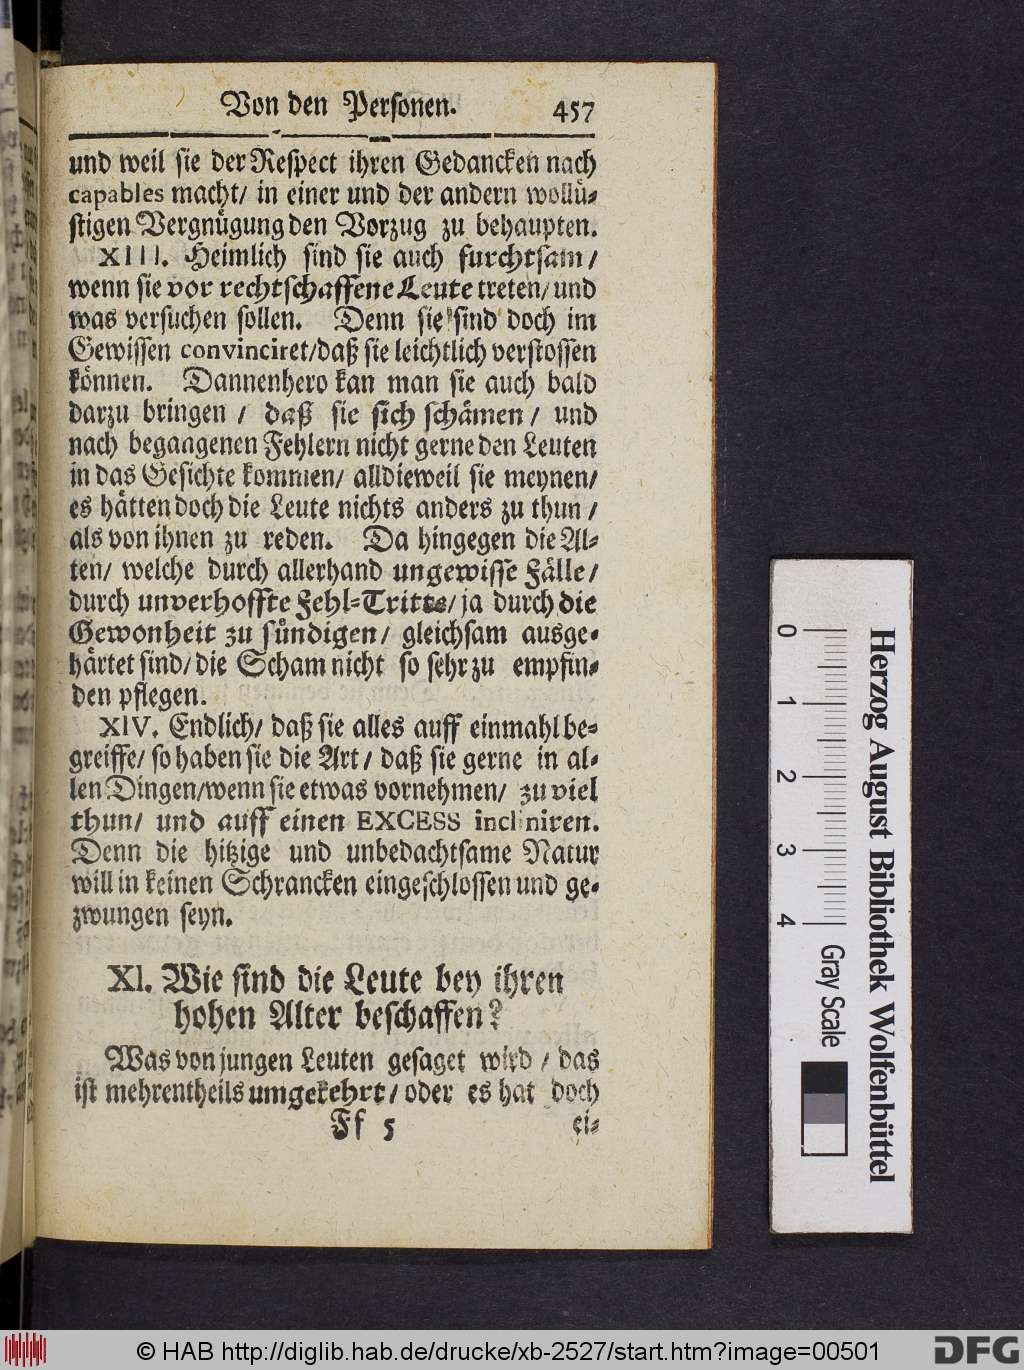 Von den Personen. 457
und weil sie der Respect ihren Gedancken nach
capables macht/ in einer und der andern wollü-
stigen Vergnügung den Vorzug zu behaupten.
XIII. Heimlich sind sie auch furchtsam/
wenn sie vor rechtschaffene Leute treten/ und
was versuchen sollen. Denn sie sind doch im
Gewissen convinciret/ daß sie leichtlich verstossen
können. Dannenhero kan man sie auch bald
darzu bringen / daß sie sich schämen / und
nach begangenen Fehlern nicht gerne den Leuten
in das Gesichte kommen/ alldieweil sie meynen/
es hätten doch die Leute nichts anders zu thun /
als von ihnen zu reden. Da hingegen die Al-
ten/ welche durch allerhand ungewisse Fälle/
durch unverhoffte Fehl-Tritte/ ja durch die
Gewonheit zu sündigen/ gleichsam ausge-
härtet sind/ die Scham nicht so sehr zu empfin-
den pflegen.
XIV. Endlich/ daß sie alles auff einmahl be-
greiffe/ so haben sie die Art / daß sie gerne in al-
len Dingen/ wenn sie etwas vornehmen/ zu viel
thun/ und auff einen EXCESS incliniren.
Denn die hitzige und unbedachtsame Natur
will in keinen Schrancken eingeschlossen und ge-
zwungen seyn.
XI. Wie sind die Leute bey ihren
hohen Alter beschaffen?
Was von jungen Leuten gesaget wird / das
ist mehrentheils umgekehrt/ oder es hat doch
Ff 5 ei-
0 1 2 3 4
Gray Scale
Herzog August Bibliothek Wolfenbüttel
© HAB http://diglib.hab.de/drucke/xb-2527/start.htm?image=00501
DFG